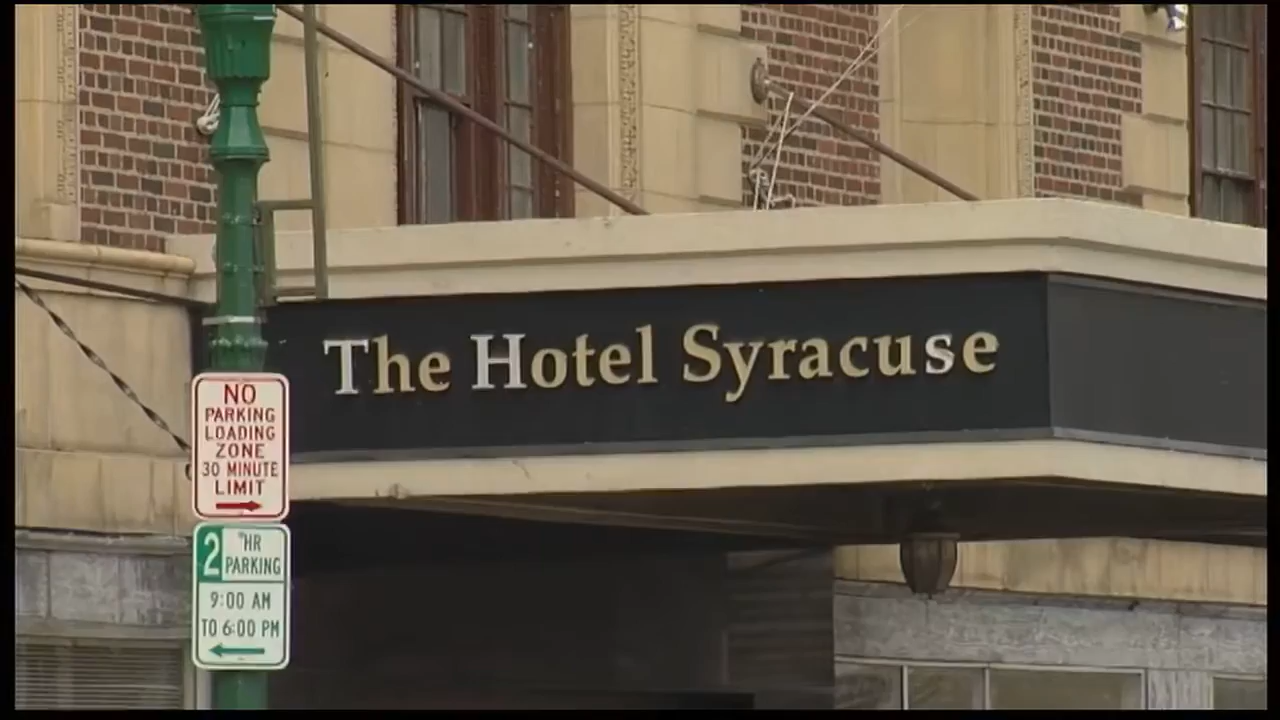 The Hotel Syracuse
NO
PARKING
LOADING
ZONE
30 MINUTE
LIMIT
2 HR
PARKING
9:00 AM
TO 6:00 PM